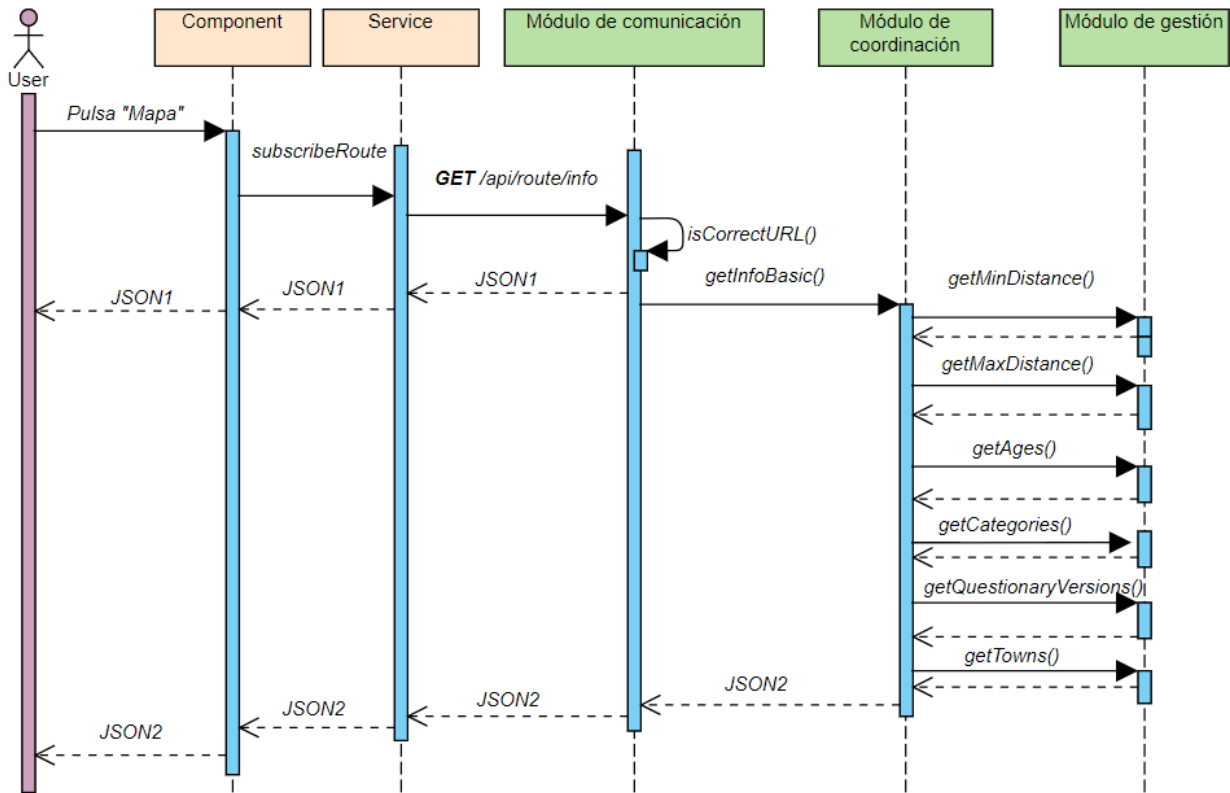 Component
Service
Módulo de comunicación
Módulo de
coordinación
Módulo de gestión
User
Pulsa "Mapa"
subscribeRoute
GET /api/route/info
isCorrectURL()
getInfoBasic()
getMinDistance()
JSON1
JSON1
JSON1
getMaxDistance()
getAges()
getCategories()
getQuestionaryVersions()
getTowns()
JSON2
JSON2
JSON2
JSON2